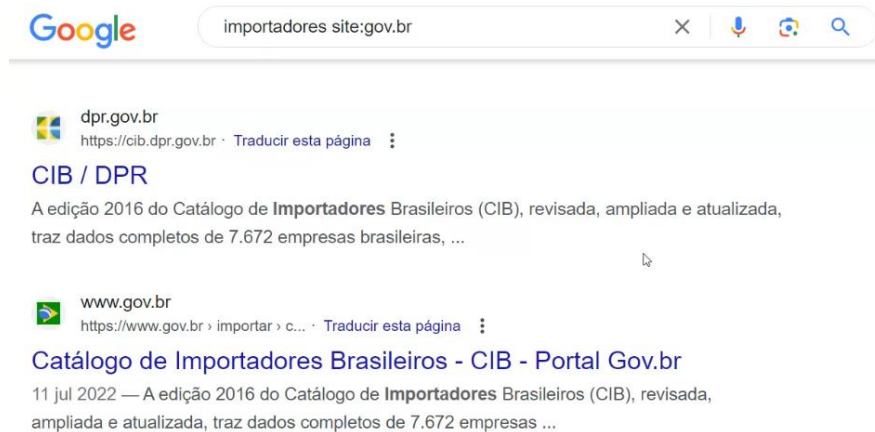 Google
importadores site:gov.br
dpr.gov.br
https://cib.dpr.gov.br · Traducir esta página
CIB / DPR
A edição 2016 do Catálogo de Importadores Brasileiros (CIB), revisada, ampliada e atualizada,
traz dados completos de 7.672 empresas brasileiras, ...
www.gov.br
https://www.gov.br › importar › c... · Traducir esta página
Catálogo de Importadores Brasileiros - CIB - Portal Gov.br
11 jul 2022 — A edição 2016 do Catálogo de Importadores Brasileiros (CIB), revisada,
ampliada e atualizada, traz dados completos de 7.672 empresas ...